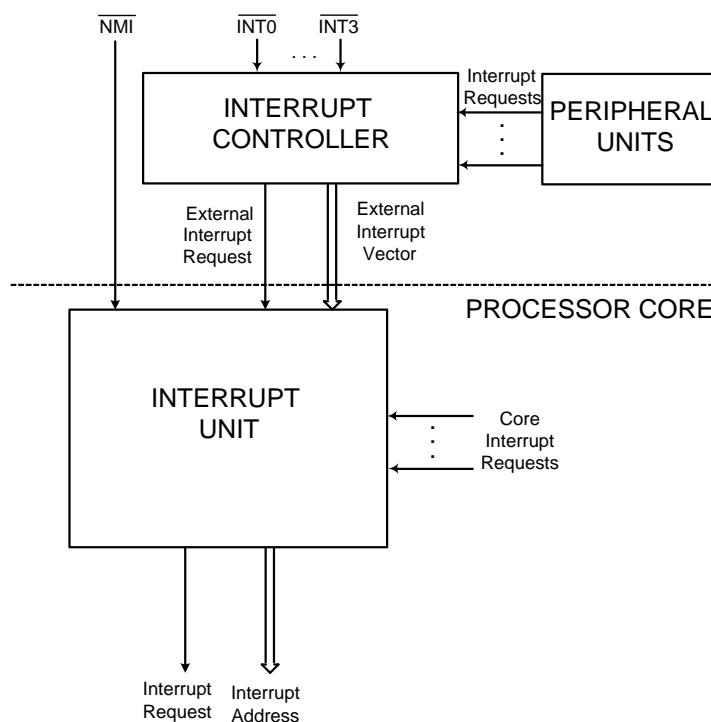 NMI
INT0
. . .
INT3
INTERRUPT
CONTROLLER
Interrupt
Requests
PERIPHERAL
UNITS
External
Interrupt
Request
External
Interrupt
Vector
PROCESSOR CORE
INTERRUPT
UNIT
Core
Interrupt
Requests
Interrupt
Request
Interrupt
Address